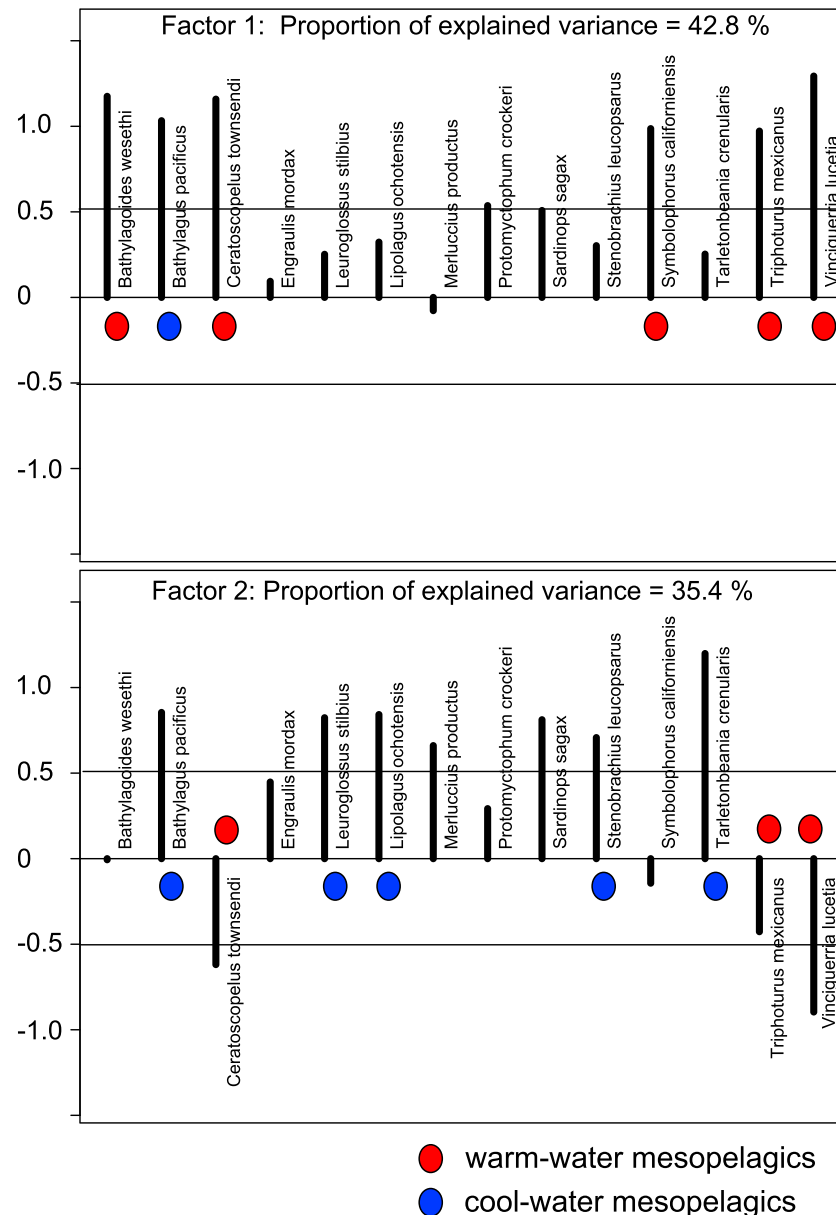 Factor 1: Proportion of explained variance = 42.8 %
1.0
0.5
0
-0.5
-1.0
Bathylagoides wesethi
Bathylagus pacificus
Ceratoscopelus townsendi
Engraulis mordax
Leuroglossus stilbius
Lipolagus ochotensis
Merluccius productus
Protomyctophum crockeri
Sardinops sagax
Stenobrachius leucopsarus
Symbolophorus californiensis
Tarletonbeania crenularis
Triphoturus mexicanus
Vinciguerria lucetia
Factor 2: Proportion of explained variance = 35.4 %
1.0
0.5
0
-0.5
-1.0
Bathylagoides wesethi
Bathylagus pacificus
Ceratoscopelus townsendi
Engraulis mordax
Leuroglossus stilbius
Lipolagus ochotensis
Merluccius productus
Protomyctophum crockeri
Sardinops sagax
Stenobrachius leucopsarus
Symbolophorus californiensis
Tarletonbeania crenularis
Triphoturus mexicanus
Vinciguerria lucetia
warm-water mesopelagics
cool-water mesopelagics